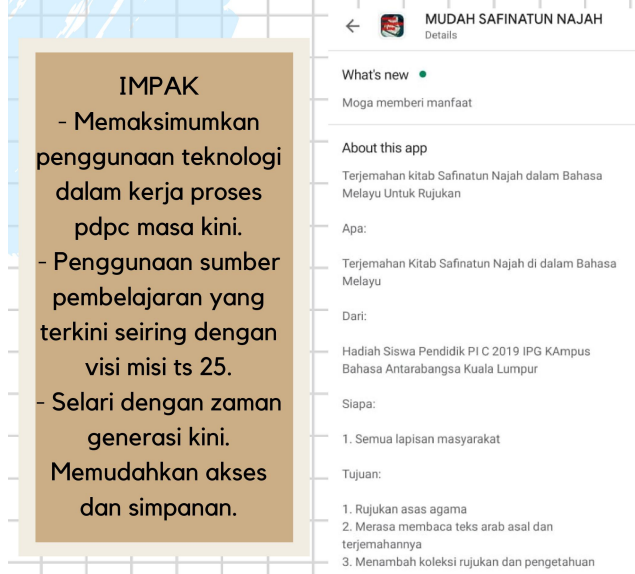 IMPAK
- Memaksimumkan
penggunaan teknologi
dalam kerja proses
pdpc masa kini.
- Penggunaan sumber
pembelajaran yang
terkini seiring dengan
visi misi ts 25.
- Selari dengan zaman
generasi kini.
Memudahkan akses
dan simpanan.
MUDAH SAFINATUN NAJAH
Details
What's new
Moga memberi manfaat
About this app
Terjemahan kitab Safinatun Najah dalam Bahasa
Melayu Untuk Rujukan
Apa:
Terjemahan Kitab Safinatun Najah di dalam Bahasa
Melayu
Dari:
Hadiah Siswa Pendidik PI C 2019 IPG KAmpus
Bahasa Antarabangsa Kuala Lumpur
Siapa:
1. Semua lapisan masyarakat
Tujuan:
1. Rujukan asas agama
2. Merasa membaca teks arab asal dan
terjemahannya
3. Menambah koleksi rujukan dan pengetahuan